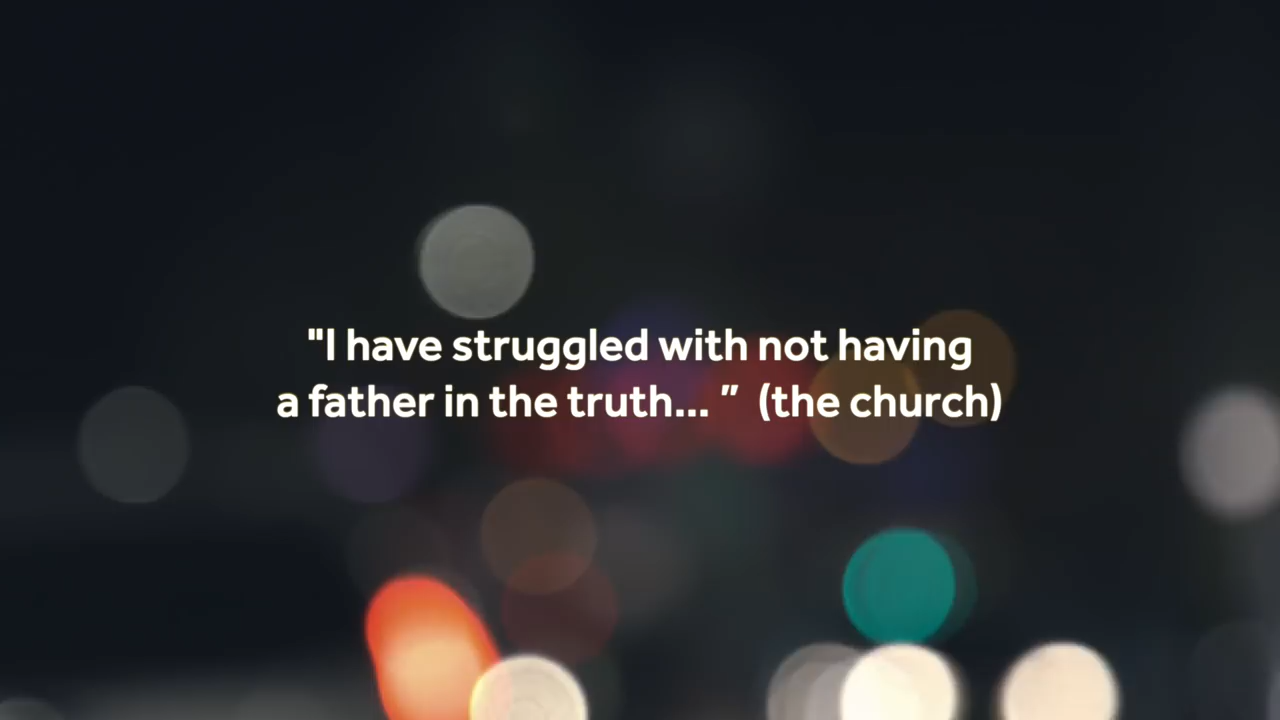 "I have struggled with not having
a father in the truth... ” (the church)